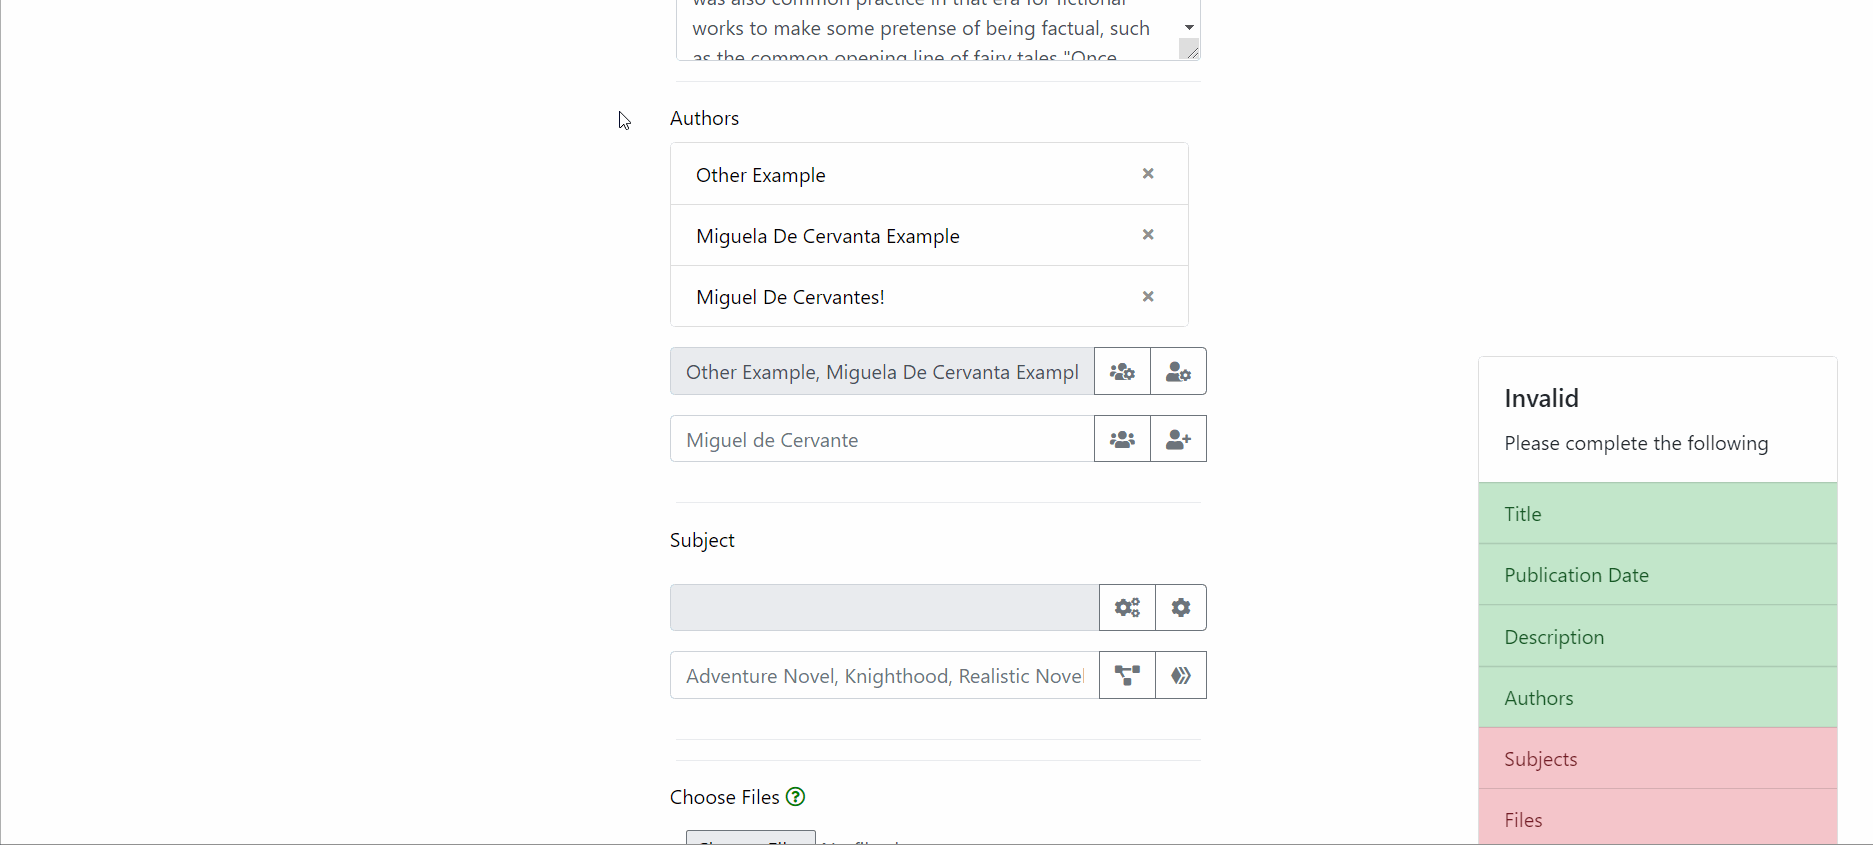 was also common practice in that era for fictional
works to make some pretense of being factual, such
as the common opening line of fairy tales "Once
Authors
Other Example
Miguela De Cervanta Example
Miguel De Cervantes!
Other Example, Miguela De Cervanta Exampl
Miguel de Cervante
Subject
Adventure Novel, Knighthood, Realistic Novel
Choose Files
Invalid
Please complete the following
Title
Publication Date
Description
Authors
Subjects
Files